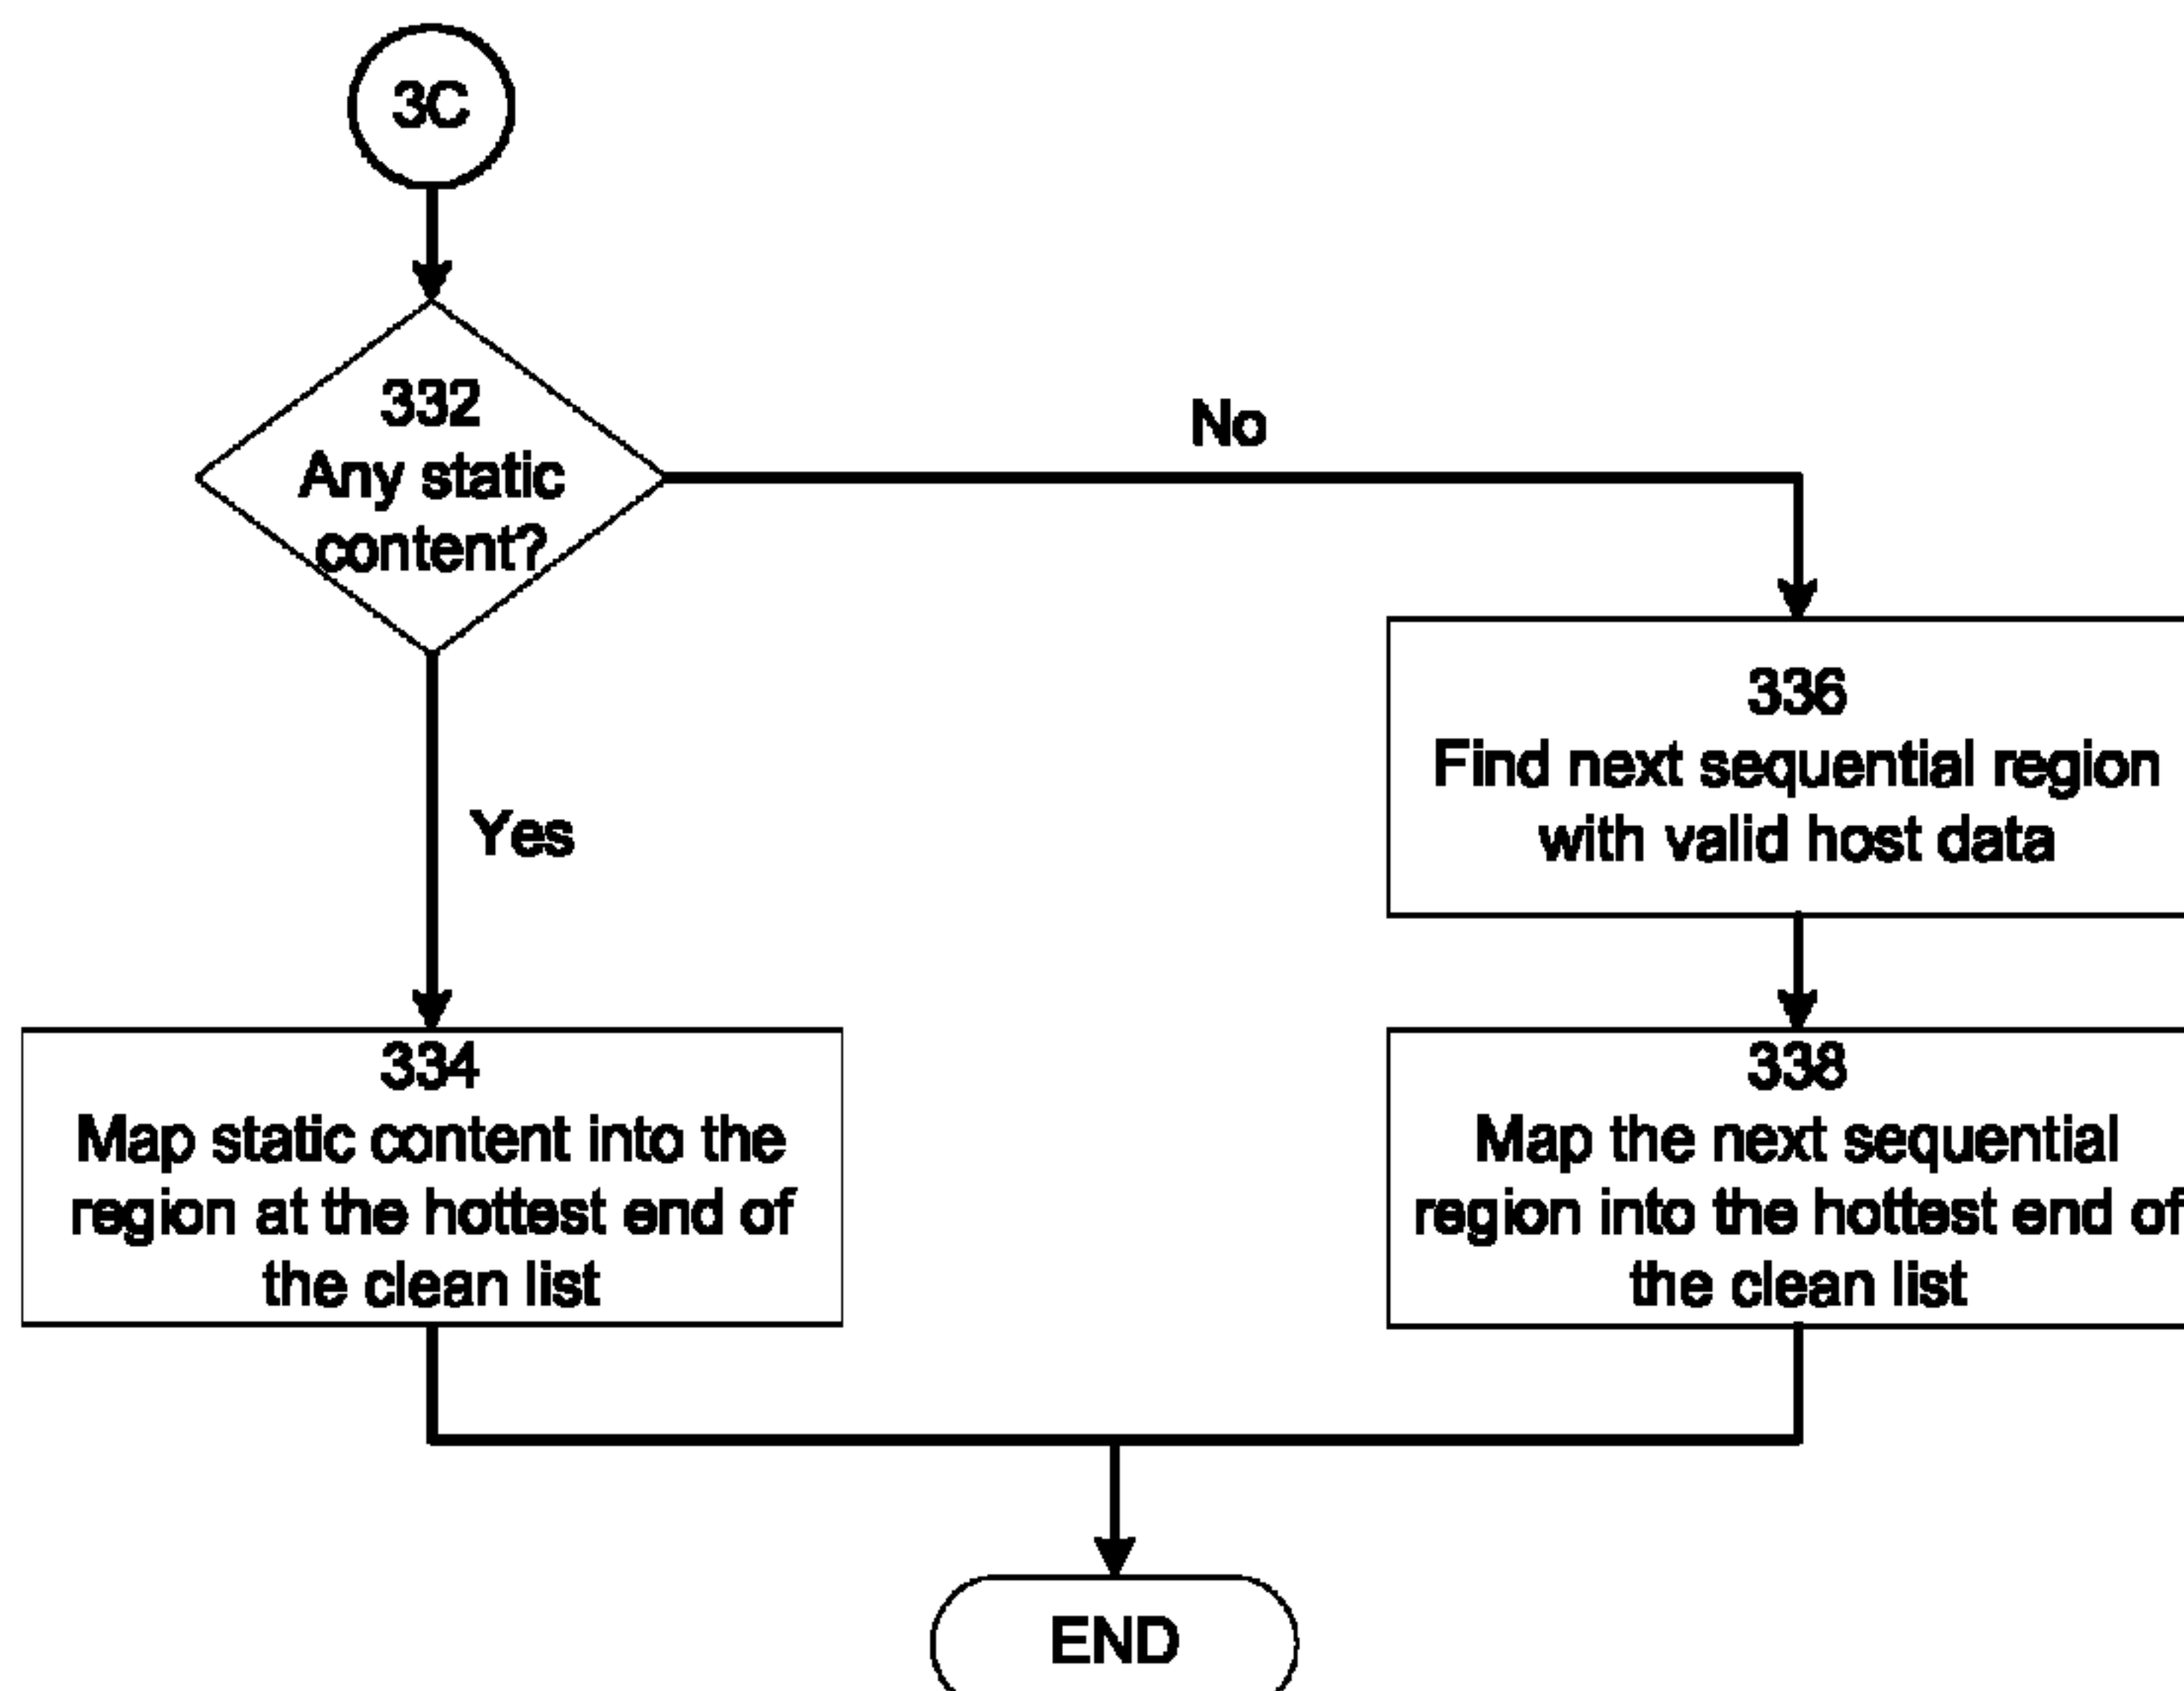 3C
332
Any static
content?
No
Yes
336
Find next sequential region
with valid host data
334
Map static content into the
region at the hottest end of
the clean list
338
Map the next sequential
region into the hottest end of
the clean list
END